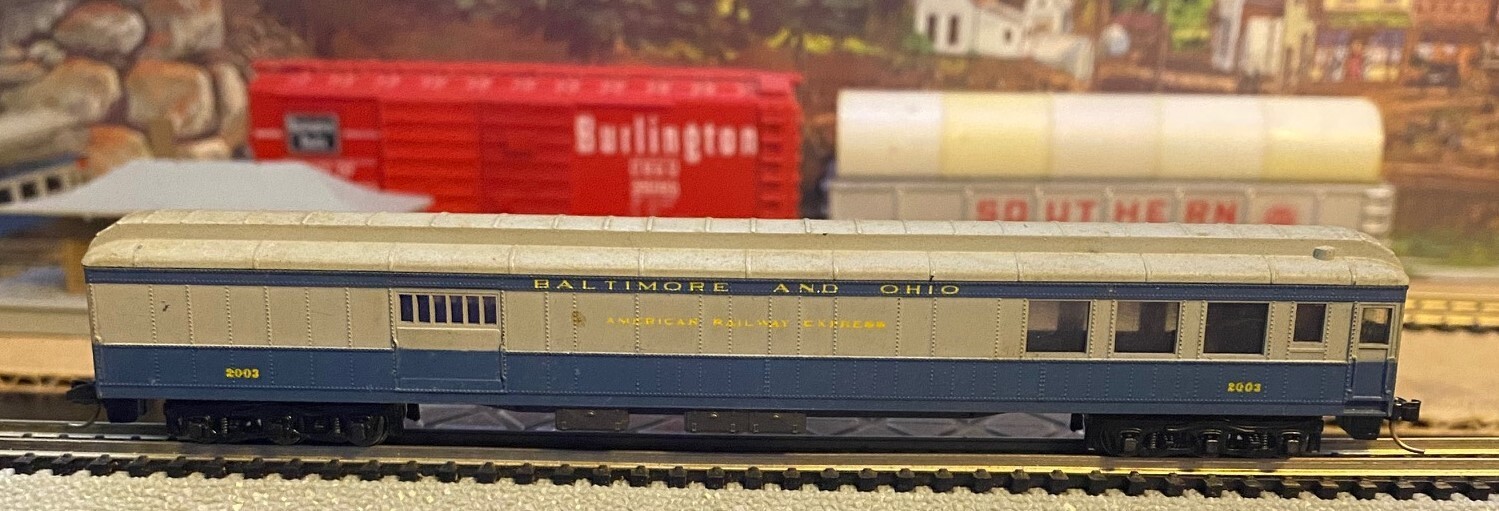 Burlington
SOUTHERN
BALTIMORE AND OHIO
AMERICAN RAILWAY EXPRESS
2003
2003